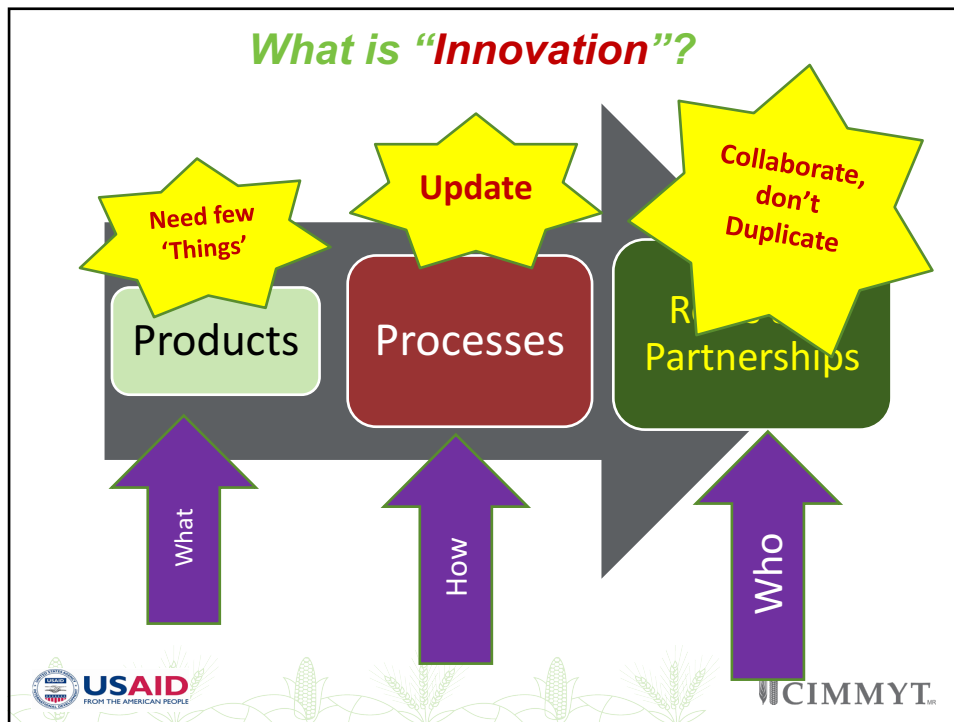 What is “Innovation”?
Need few
‘Things’
Update
Collaborate,
don’t
Duplicate
Products
Processes
Partnerships
What
How
Who
USAID
FROM THE AMERICAN PEOPLE
CIMMYT
MR